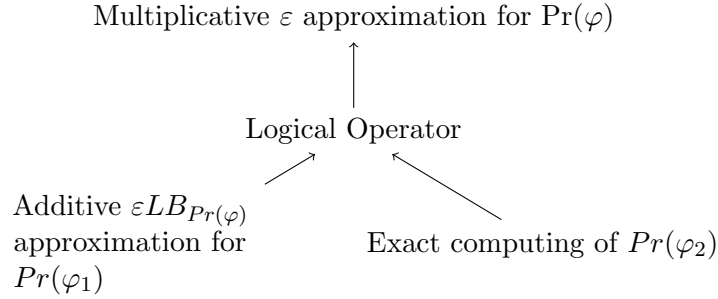 Multiplicative ε approximation for Pr(φ)
Logical Operator
Additive εLB_{Pr(φ)}
approximation for
Pr(φ₁)
Exact computing of Pr(φ₂)